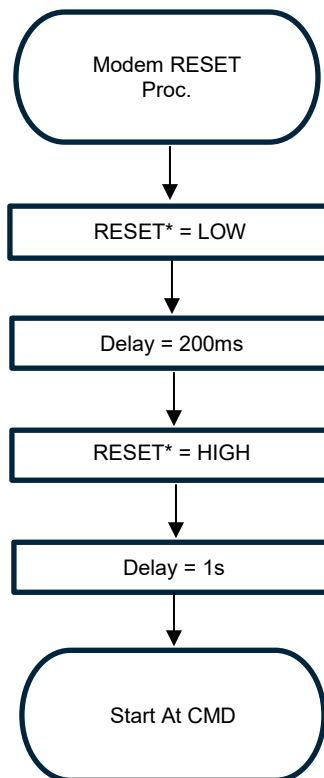 Modem RESET
Proc.
RESET* = LOW
Delay = 200ms
RESET* = HIGH
Delay = 1s
Start At CMD